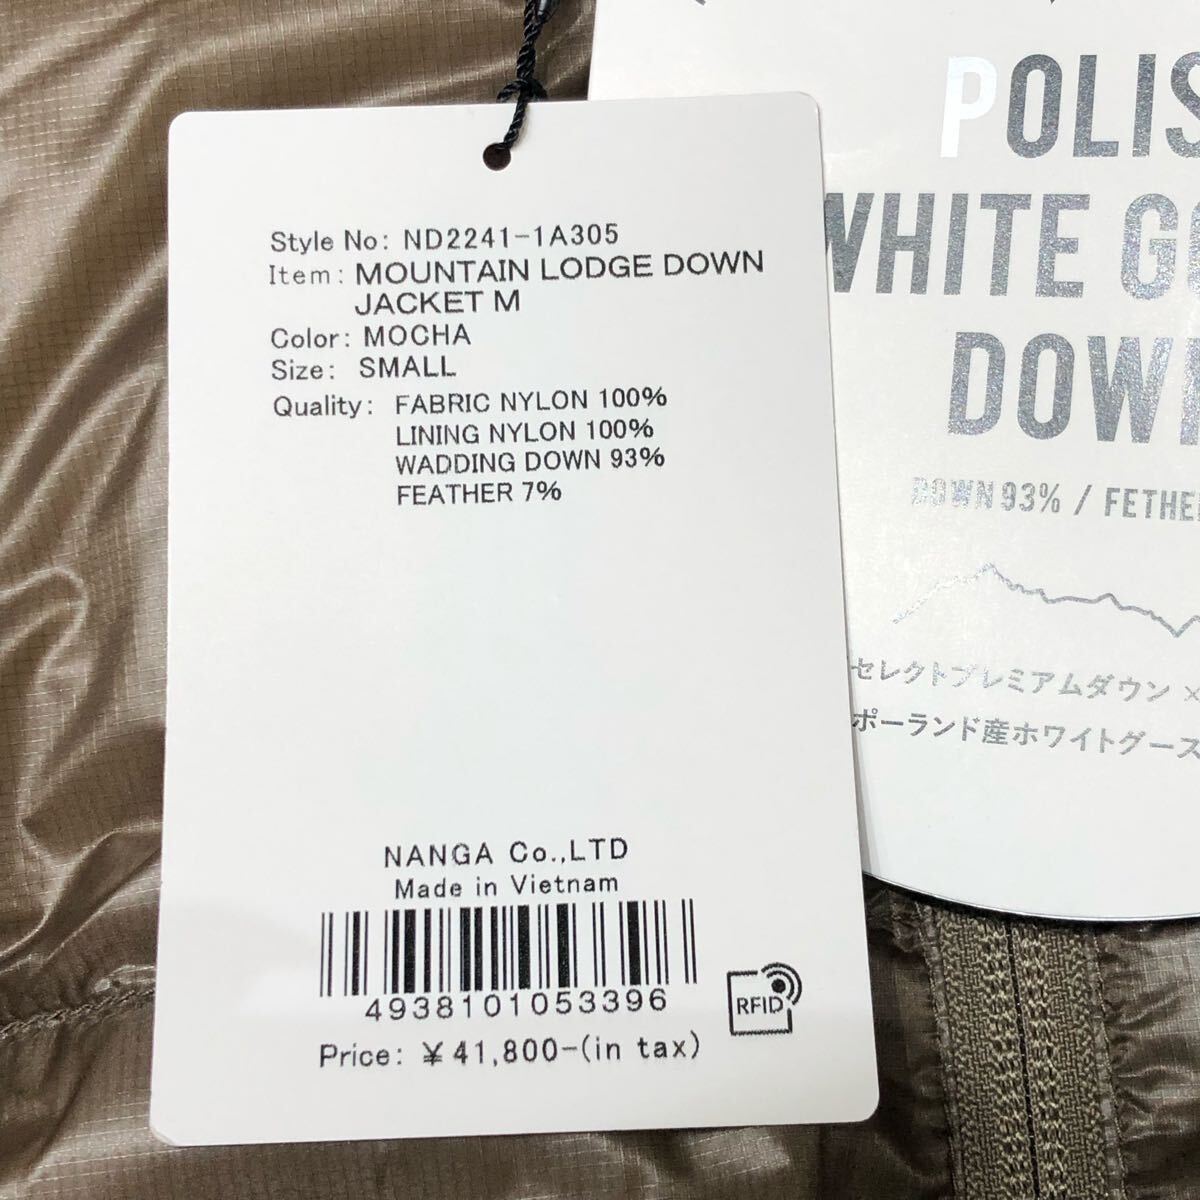 Style No: ND2241-1A305
Item: MOUNTAIN LODGE DOWN
JACKET M
Color: MOCHA
Size: SMALL
Quality: FABRIC NYLON 100%
LINING NYLON 100%
WADDING DOWN 93%
FEATHER 7%
NANGA Co.,LTD
Made in Vietnam
4938101053396
RFID
Price: ¥ 41,800-(in tax)
POLIS
WHITE G
DOWN
DOWN 93% / FETHE
セレクトプレミアムダウン ×
ポーランド産ホワイトグース